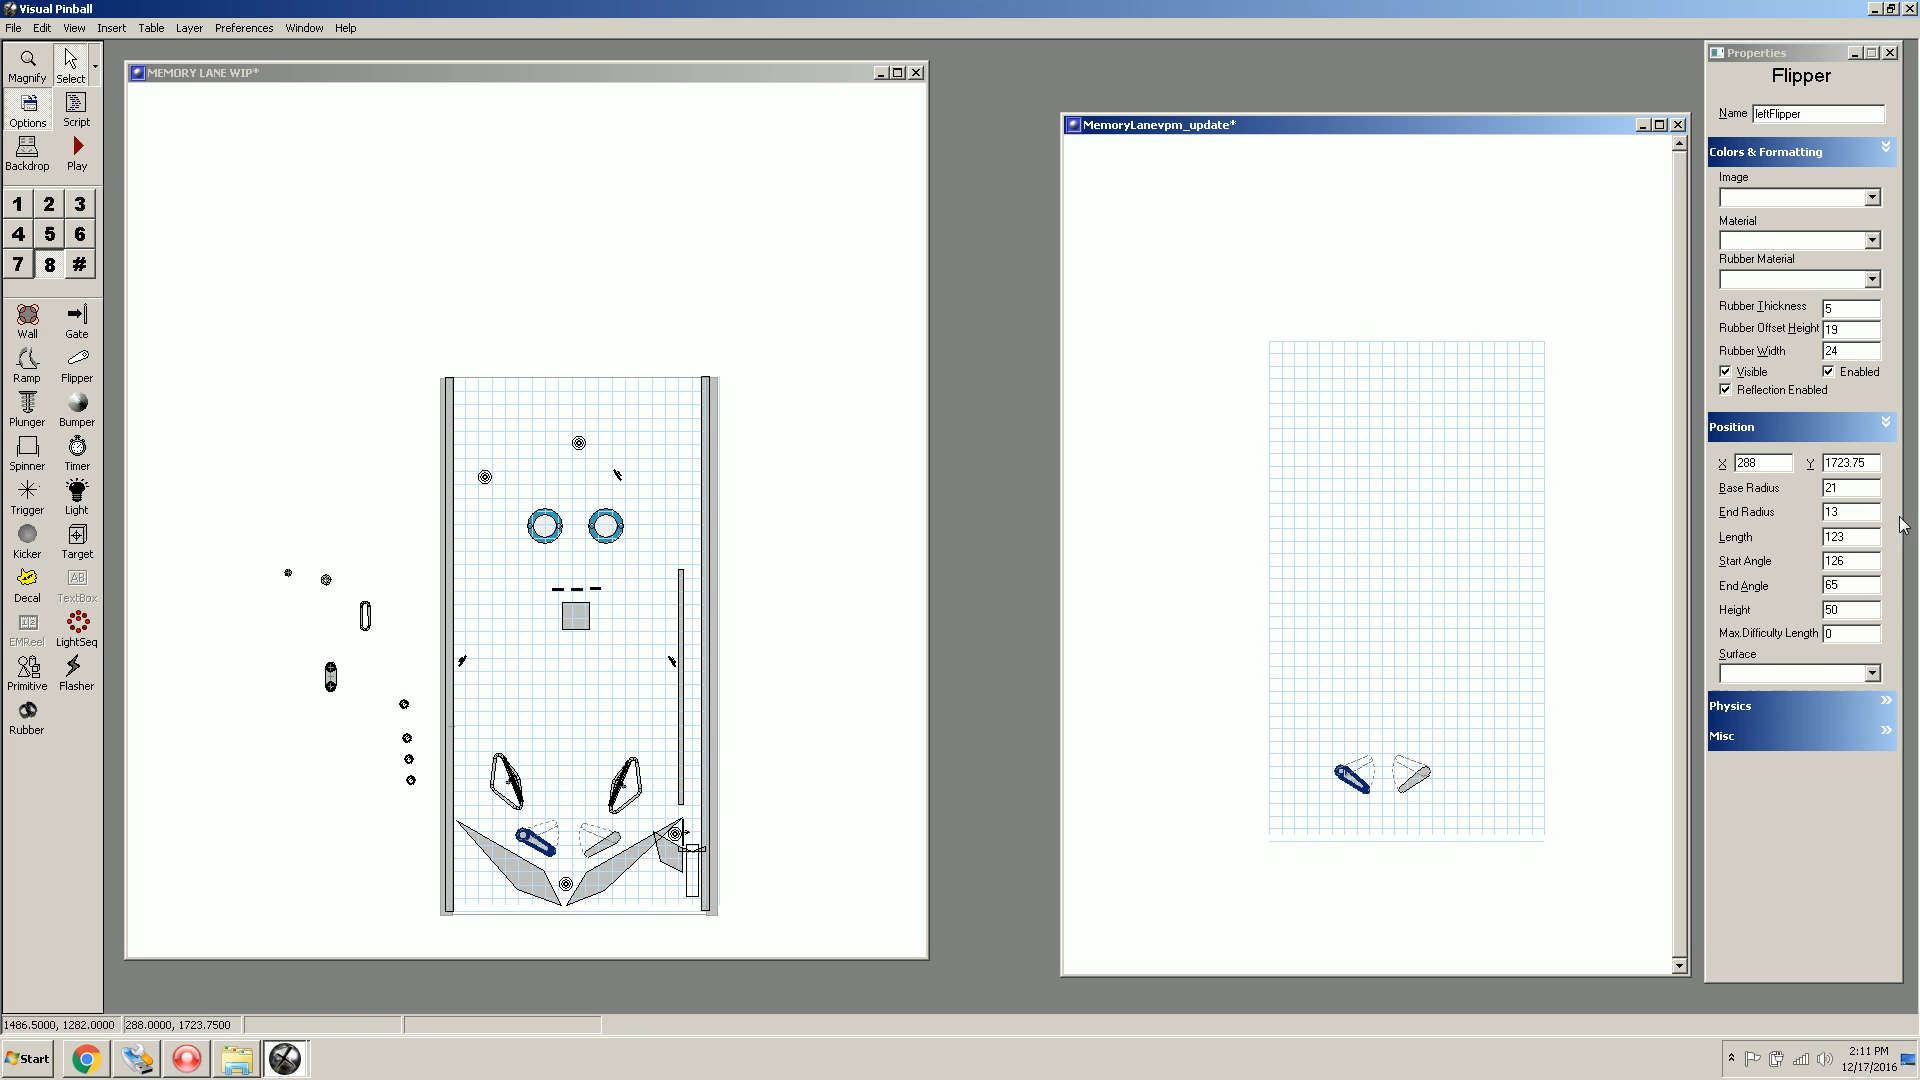 Visual Pinball
File Edit View Insert Table Layer Preferences Window Help
Magnify Select
Options Script
Backdrop Play
1 2 3
4 5 6
7 8 #
Wall Gate
Ramp Flipper
Plunger Bumper
Spinner Timer
Trigger Light
Kicker Target
Decal TextBox
EMReel LightSeq
Primitive Flasher
Rubber
MEMORY LANE WIP*
MemoryLanevpm_update*
Properties
Flipper
Name leftFlipper
Colors & Formatting
Image
Material
Rubber Material
Rubber Thickness 5
Rubber Offset Height 19
Rubber Width 24
Visible Enabled
Reflection Enabled
Position
X 288 Y 1723.75
Base Radius 21
End Radius 13
Length 123
Start Angle 126
End Angle 65
Height 50
Max.Difficulty Length 0
Surface
Physics
Misc
1486.5000, 1282.0000 288.0000, 1723.7500
Start
2:11 PM
12/17/2016